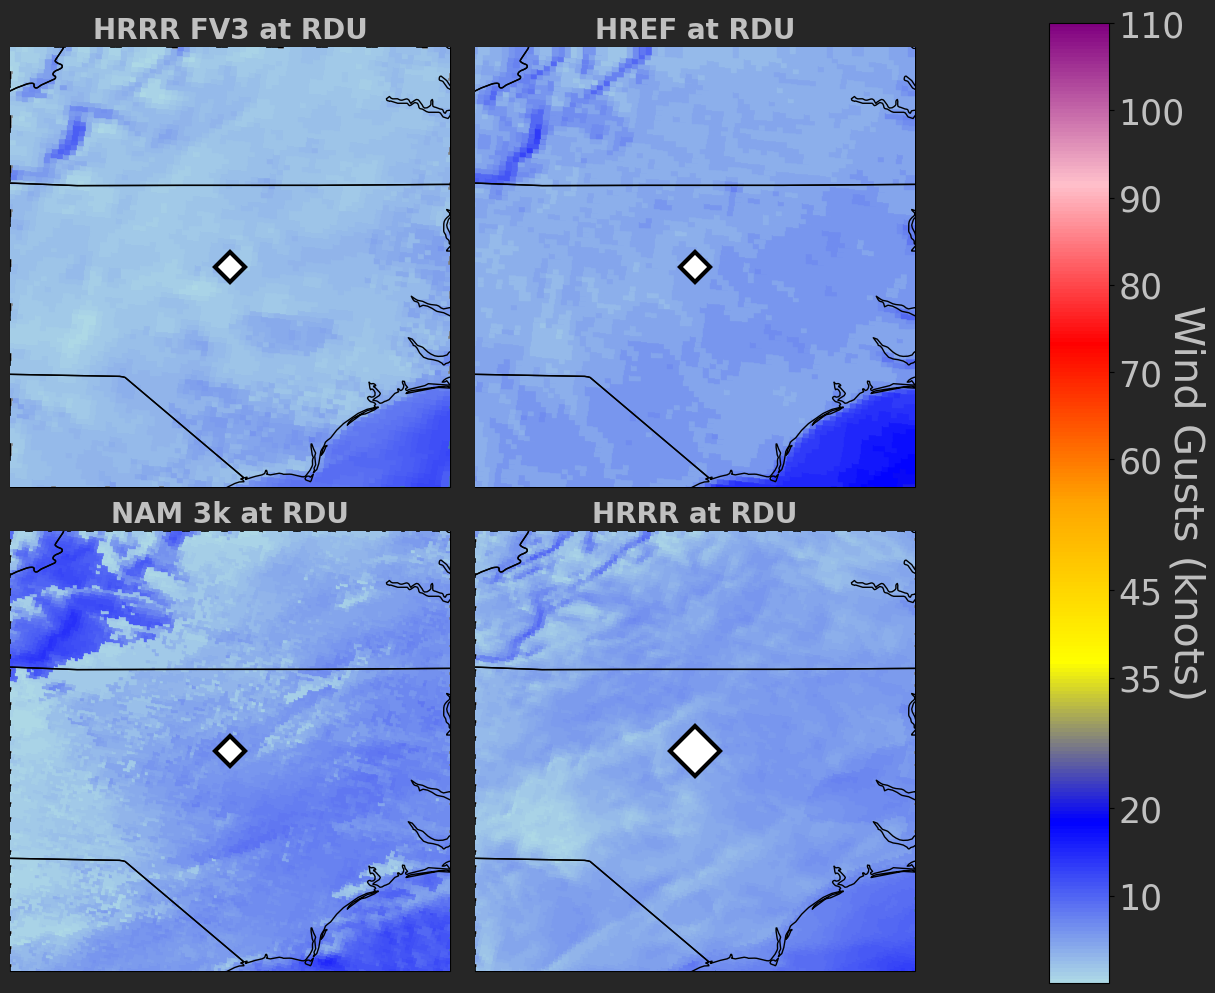 HRRR FV3 at RDU
HREF at RDU
NAM 3k at RDU
HRRR at RDU
110
100
90
80
70
60
45
35
20
10
Wind Gusts (knots)